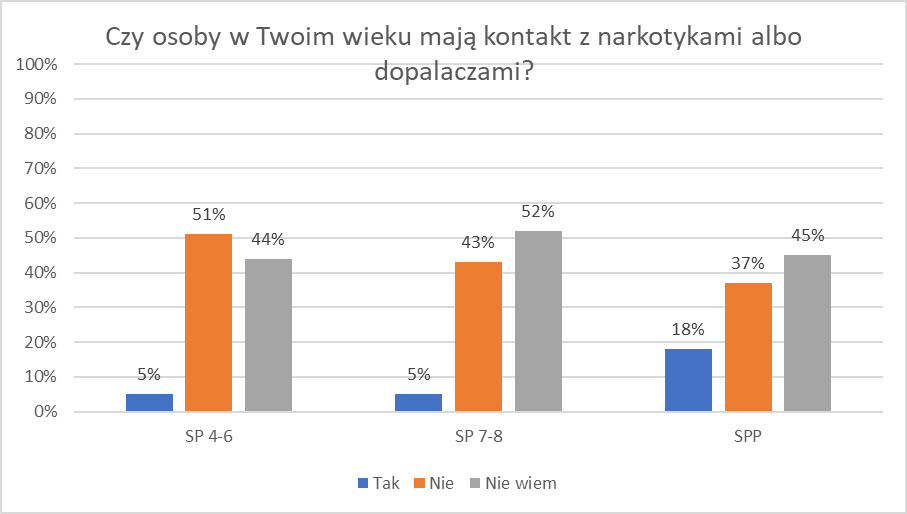 Czy osoby w Twoim wieku mają kontakt z narkotykami albo
dopalaczami?
100%
90%
80%
70%
60%
50%
40%
30%
20%
10%
0%
5%
51%
44%
5%
43%
52%
18%
37%
45%
SP 4-6
SP 7-8
SPP
Tak
Nie
Nie wiem